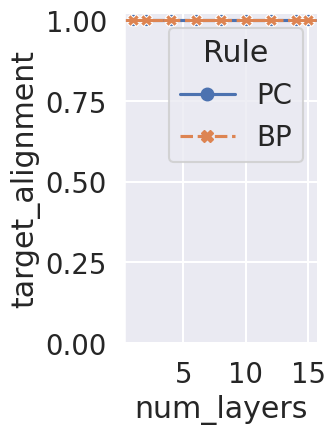 1.00
0.75
0.50
0.25
0.00
target_alignment
Rule
PC
BP
5 10 15
num_layers